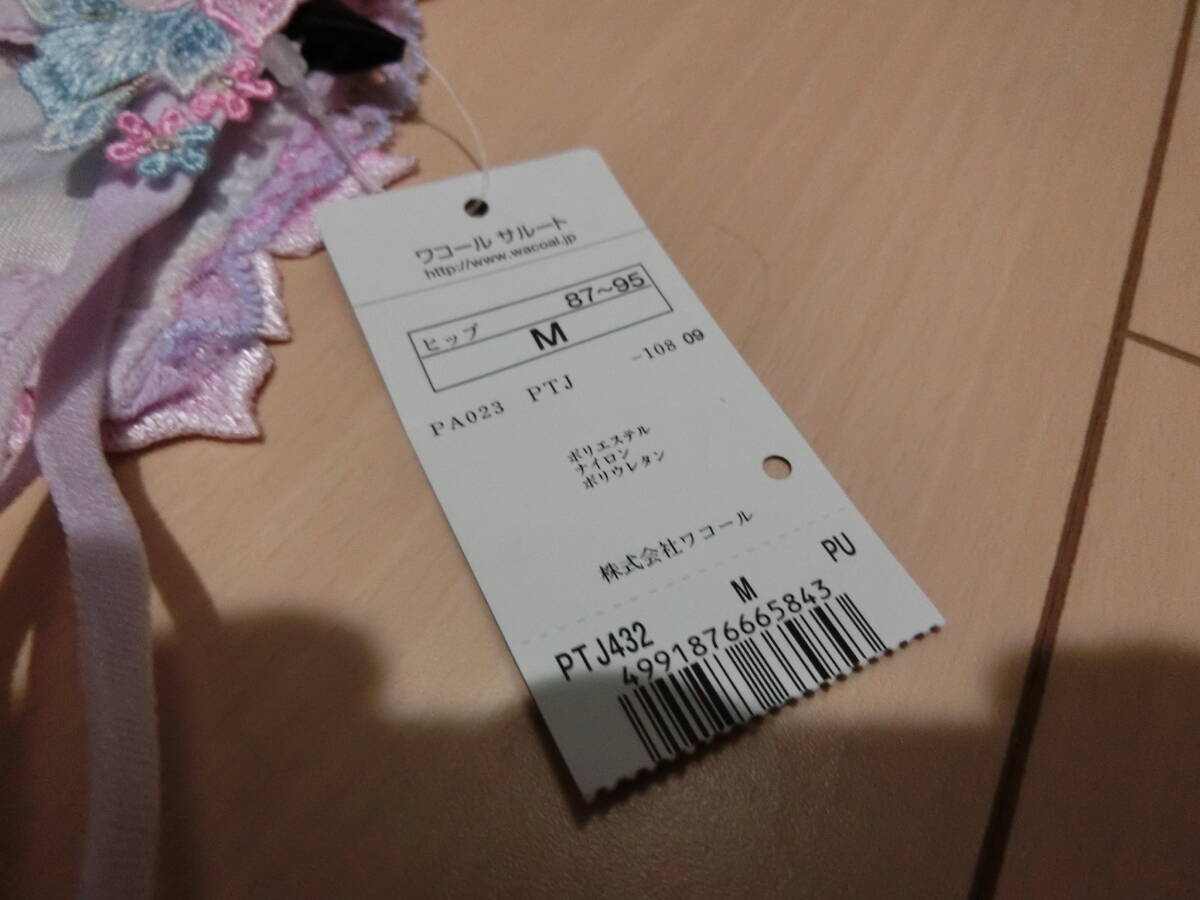 ワコール サルート
http://www.wacoal.jp
ヒップ 87~95
M
PA023 PTJ -108 09
ポリエステル
ナイロン
ポリウレタン
株式会社ワコール
PTJ432 M PU
4991876665843